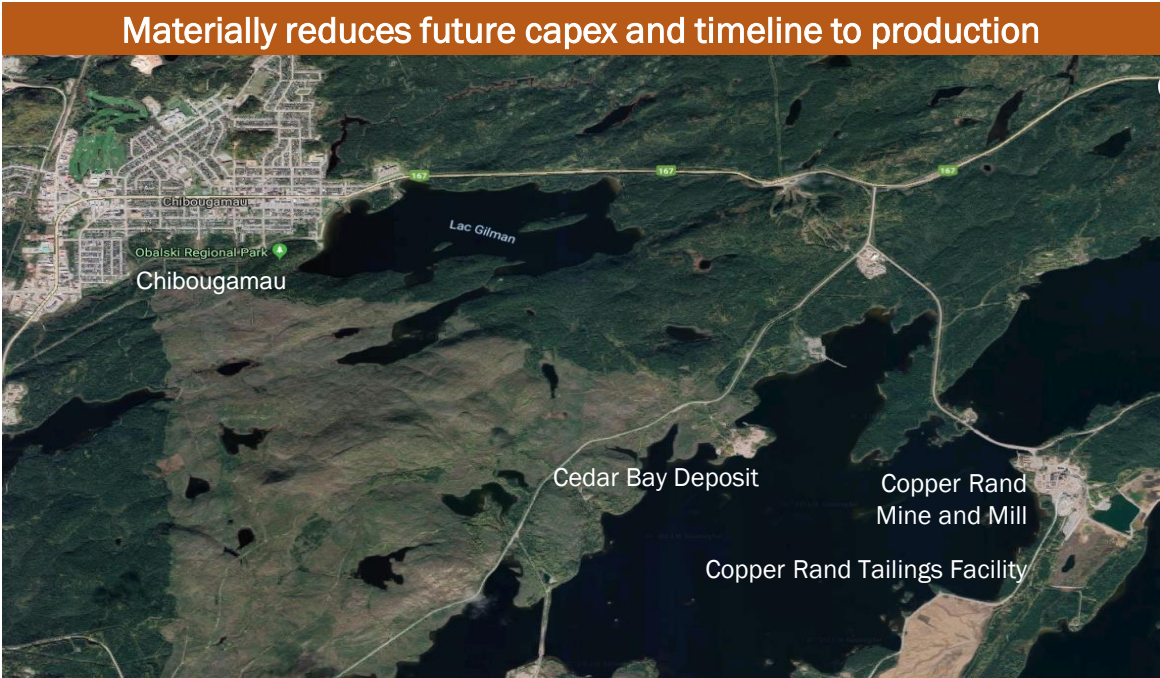 Materially reduces future capex and timeline to production
167
167
167
Chibougamau
Lac Gilman
Obalski Regional Park
Chibougamau
Cedar Bay Deposit
Copper Rand
Mine and Mill
Copper Rand Tailings Facility